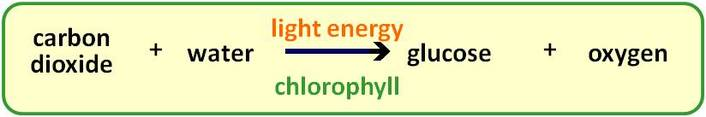 light energy
carbon dioxide + water → glucose + oxygen
chlorophyll